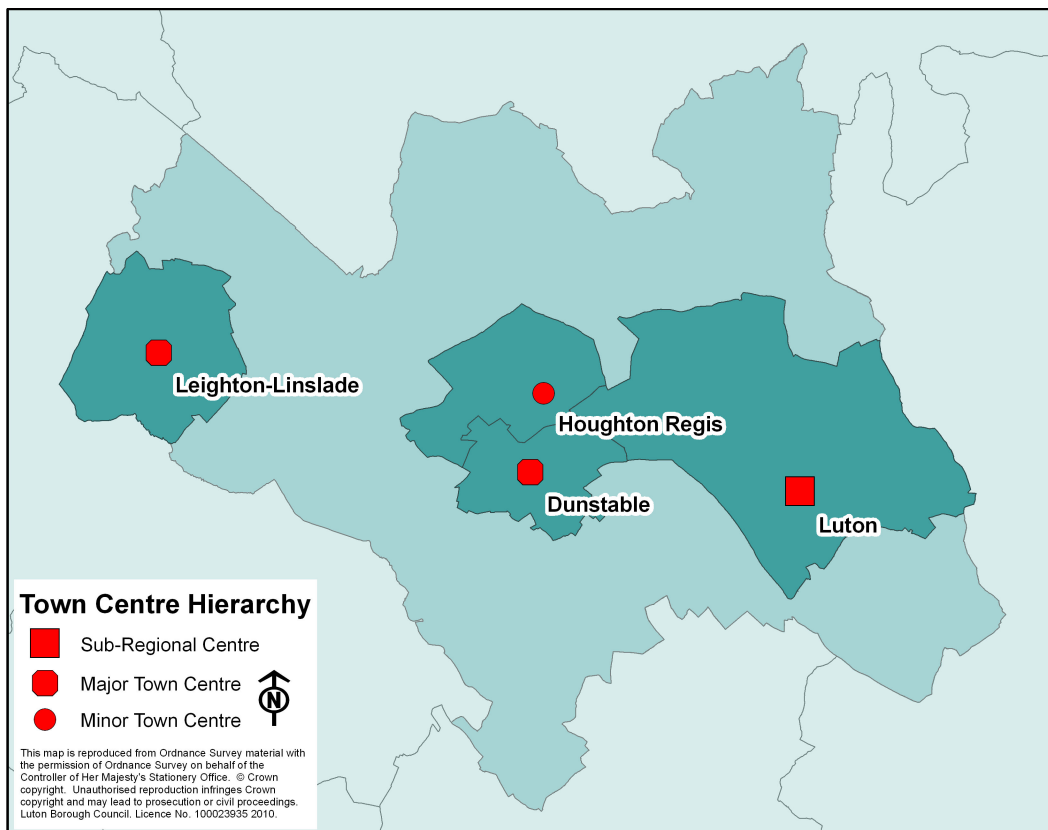 Leighton-Linslade
Houghton Regis
Dunstable
Luton
Town Centre Hierarchy
Sub-Regional Centre
Major Town Centre
Minor Town Centre
N
This map is reproduced from Ordnance Survey material with
the permission of Ordnance Survey on behalf of the
Controller of Her Majesty's Stationery Office. © Crown
copyright. Unauthorised reproduction infringes Crown
copyright and may lead to prosecution or civil proceedings.
Luton Borough Council. Licence No. 100023935 2010.